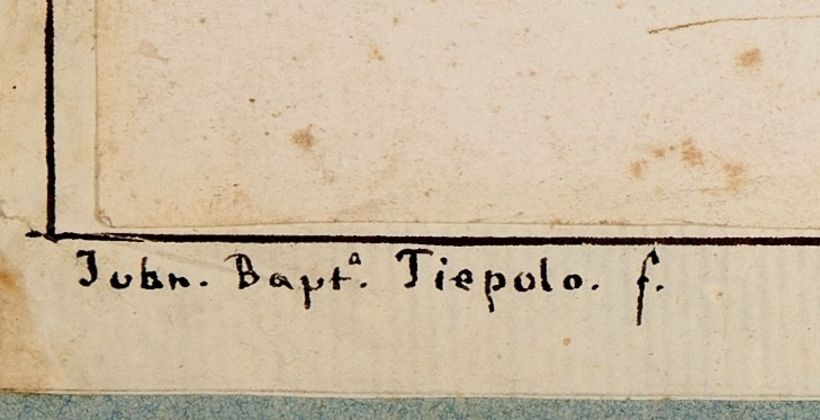 Iohn. Bapt.ª Tiepolo. f.